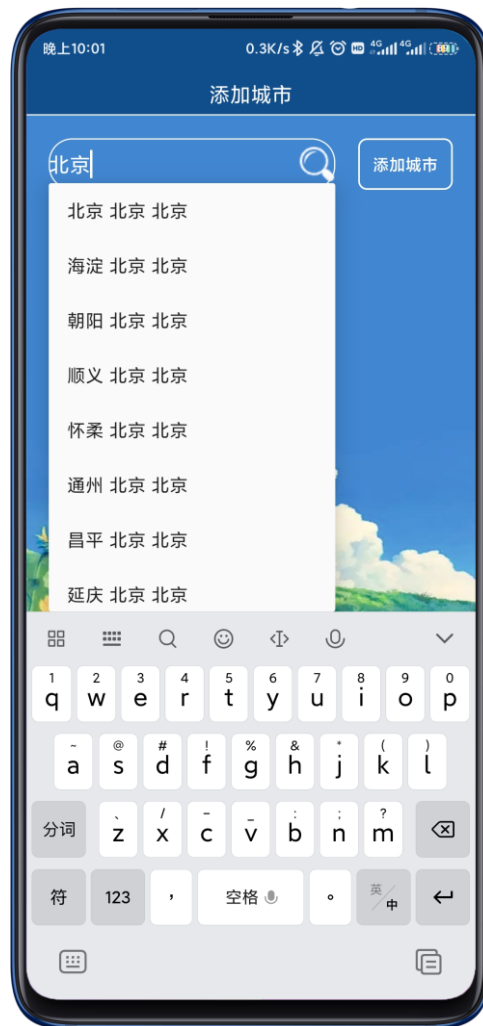 晚上10:01 0.3K/s HD 4G 4G
添加城市
北京 添加城市
北京 北京 北京
海淀 北京 北京
朝阳 北京 北京
顺义 北京 北京
怀柔 北京 北京
通州 北京 北京
昌平 北京 北京
延庆 北京 北京
1 2 3 4 5 6 7 8 9 0
q w e r t y u i o p
~ @ # ! % & * ( )
a s d f g h j k l
、 / - _ : ; ?
分词 z x c v b n m
符 123 ， 空格 。 英/中